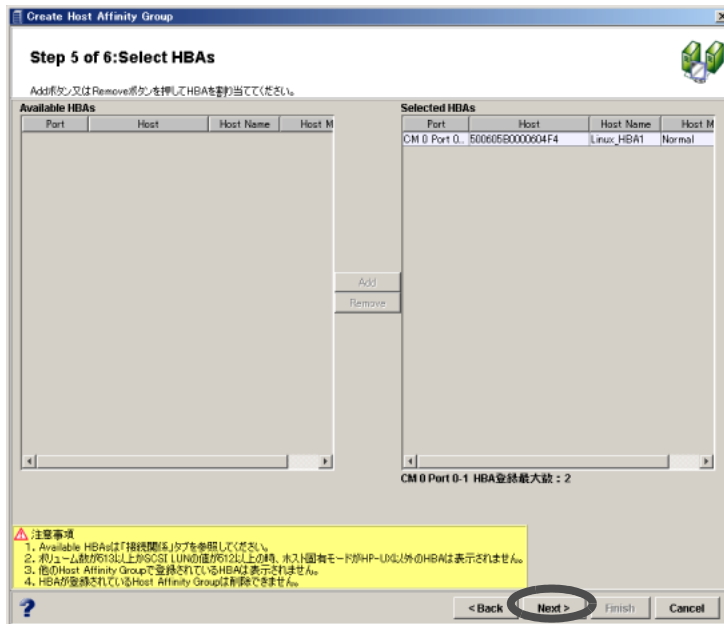 Create Host Affinity Group
Step 5 of 6:Select HBAs
Addボタン又はRemoveボタンを押してHBAを割り当ててください。
Available HBAs
Port Host Host Name Host M
Selected HBAs
Port Host Host Name Host M
CM 0 Port 0.. 500605B0000604F4 Linux_HBA1 Normal
Add
Remove
CM 0 Port 0-1 HBA登録最大数：2
注意事項
1. Available HBAsは「接続関係」タブを参照してください。
2. ボリューム数が513以上かSCSI LUNの値が512以上の時、ホスト固有モードがHP-UX以外のHBAは表示されません。
3. 他のHost Affinity Groupで登録されているHBAは表示されません。
4. HBAが登録されているHost Affinity Groupは削除できません。
?
< Back Next > Finish Cancel